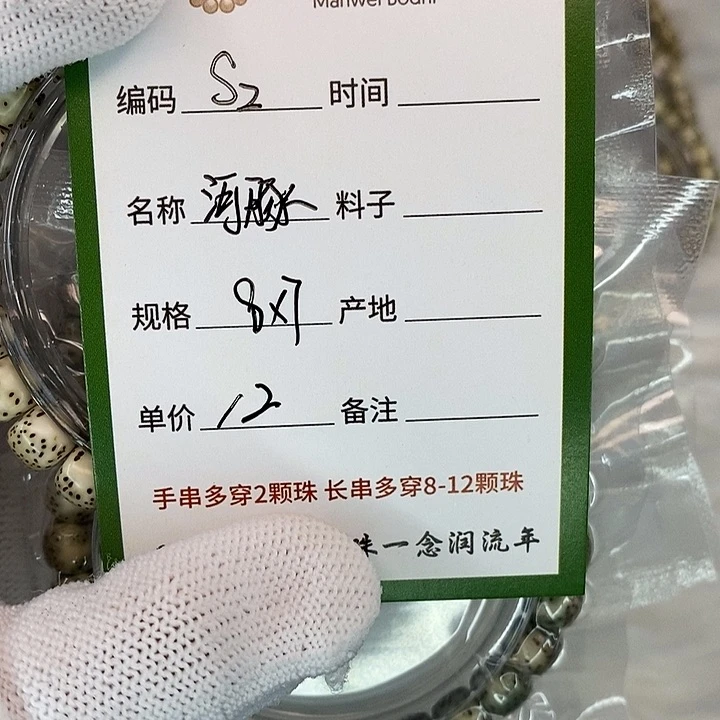 Manwei Bodhi
编码 S2 时间
名称 河豚 料子
规格 8x7 产地
单价 12 备注
手串多穿2颗珠 长串多穿8-12颗珠
珠一念润流年